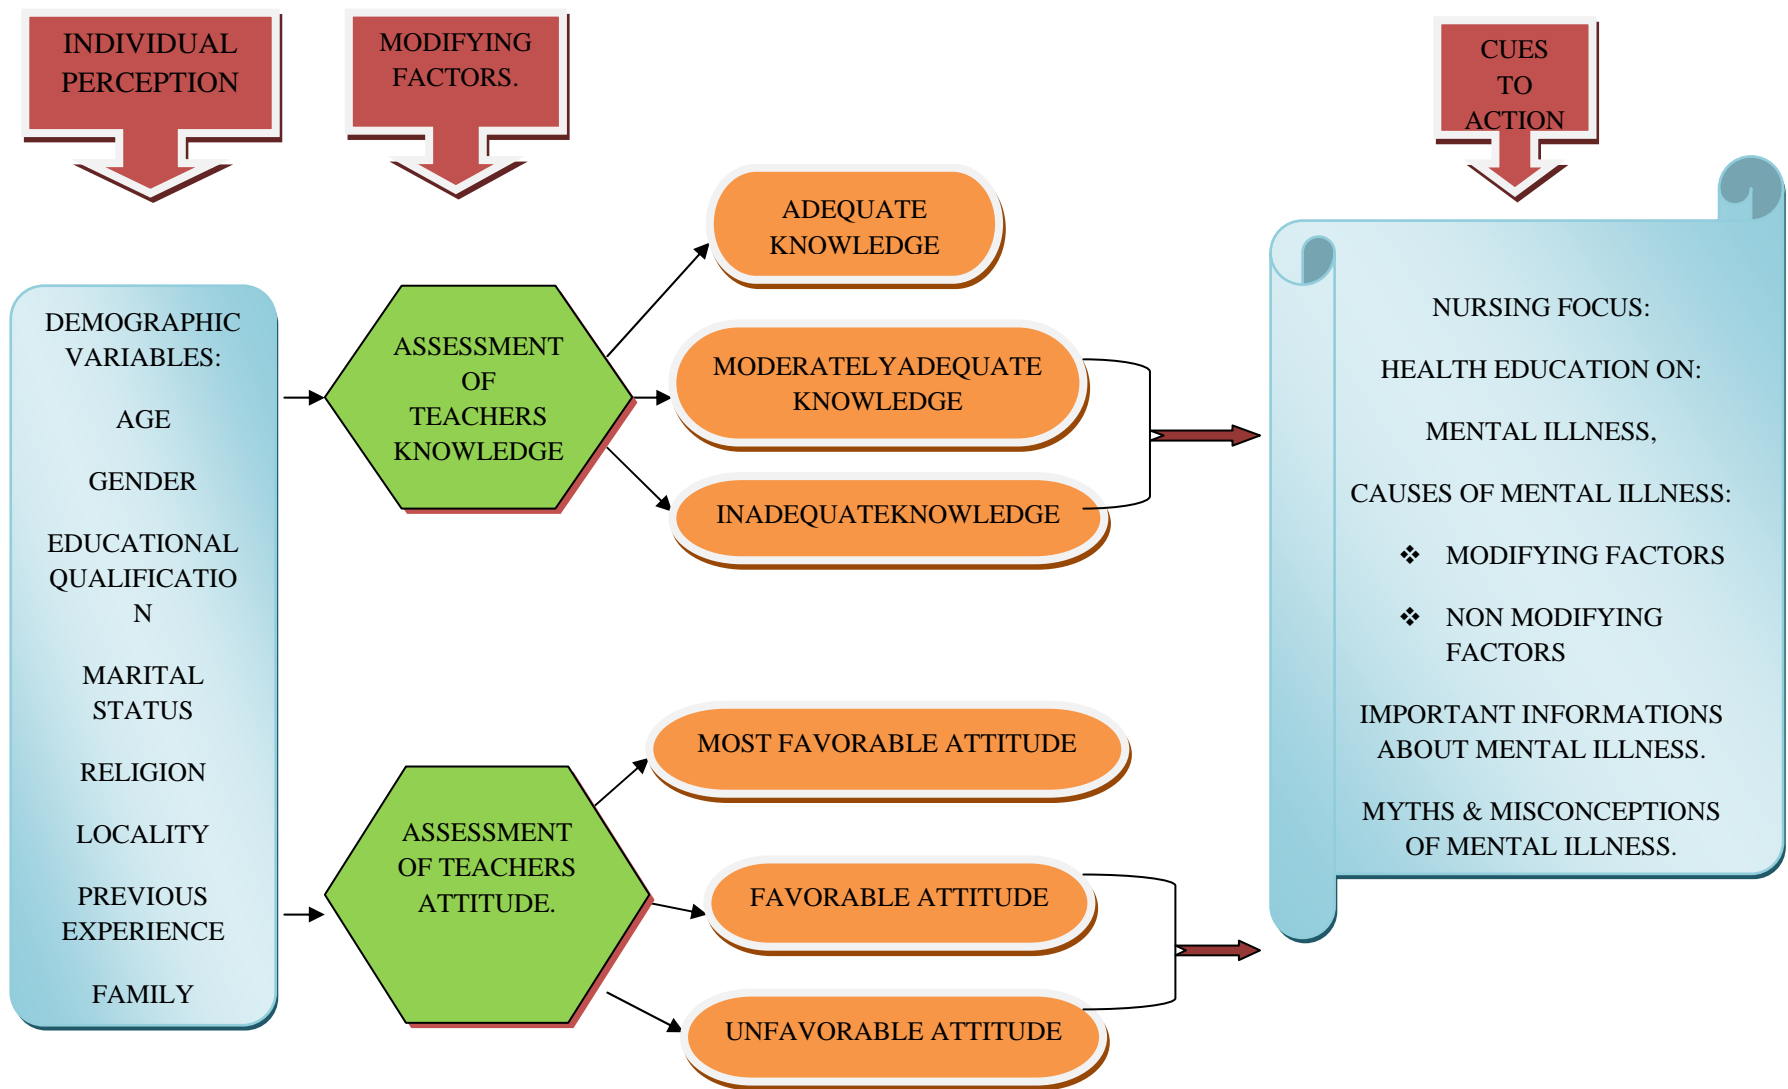 INDIVIDUAL
PERCEPTION
MODIFYING
FACTORS.
CUES
TO
ACTION
DEMOGRAPHIC
VARIABLES:
AGE
GENDER
EDUCATIONAL
QUALIFICATIO
N
MARITAL
STATUS
RELIGION
LOCALITY
PREVIOUS
EXPERIENCE
FAMILY
ASSESSMENT
OF
TEACHERS
KNOWLEDGE
ADEQUATE
KNOWLEDGE
MODERATELYADEQUATE
KNOWLEDGE
INADEQUATEKNOWLEDGE
ASSESSMENT
OF TEACHERS
ATTITUDE.
MOST FAVORABLE ATTITUDE
FAVORABLE ATTITUDE
UNFAVORABLE ATTITUDE
NURSING FOCUS:
HEALTH EDUCATION ON:
MENTAL ILLNESS,
CAUSES OF MENTAL ILLNESS:
❖ MODIFYING FACTORS
❖ NON MODIFYING
FACTORS
IMPORTANT INFORMATIONS
ABOUT MENTAL ILLNESS.
MYTHS & MISCONCEPTIONS
OF MENTAL ILLNESS.